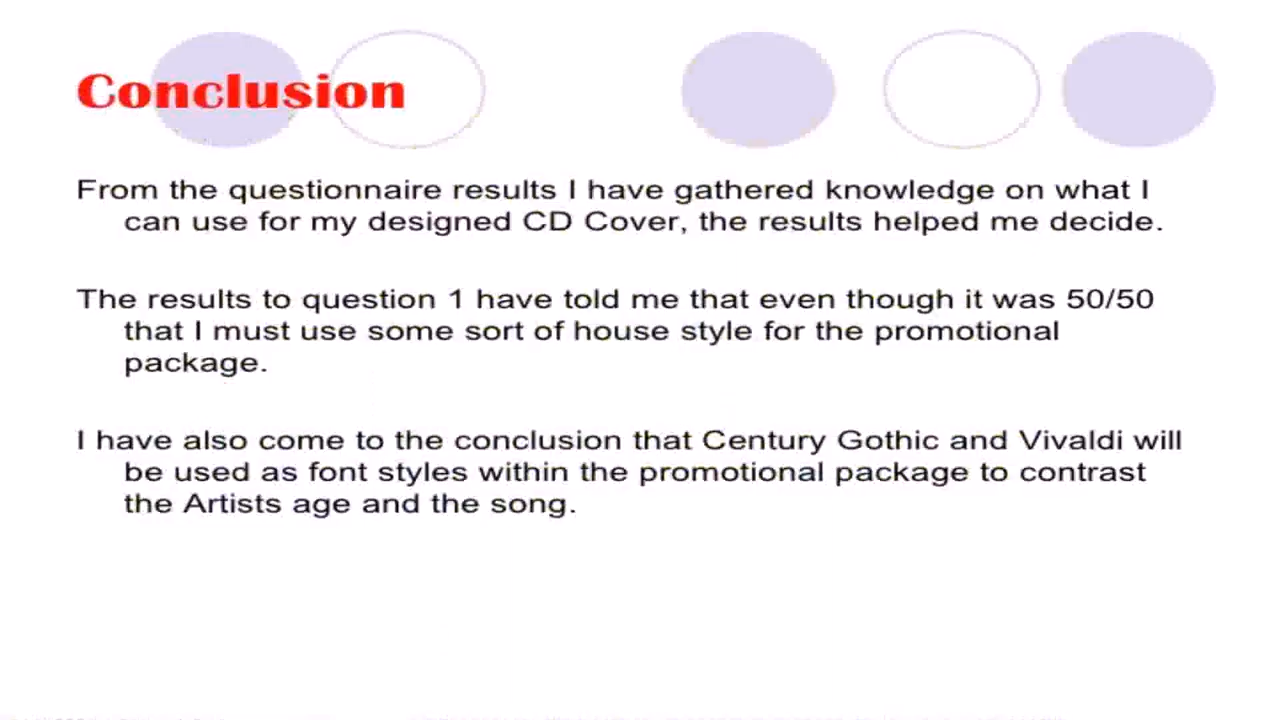 Conclusion
From the questionnaire results I have gathered knowledge on what I
can use for my designed CD Cover, the results helped me decide.
The results to question 1 have told me that even though it was 50/50
that I must use some sort of house style for the promotional
package.
I have also come to the conclusion that Century Gothic and Vivaldi will
be used as font styles within the promotional package to contrast
the Artists age and the song.